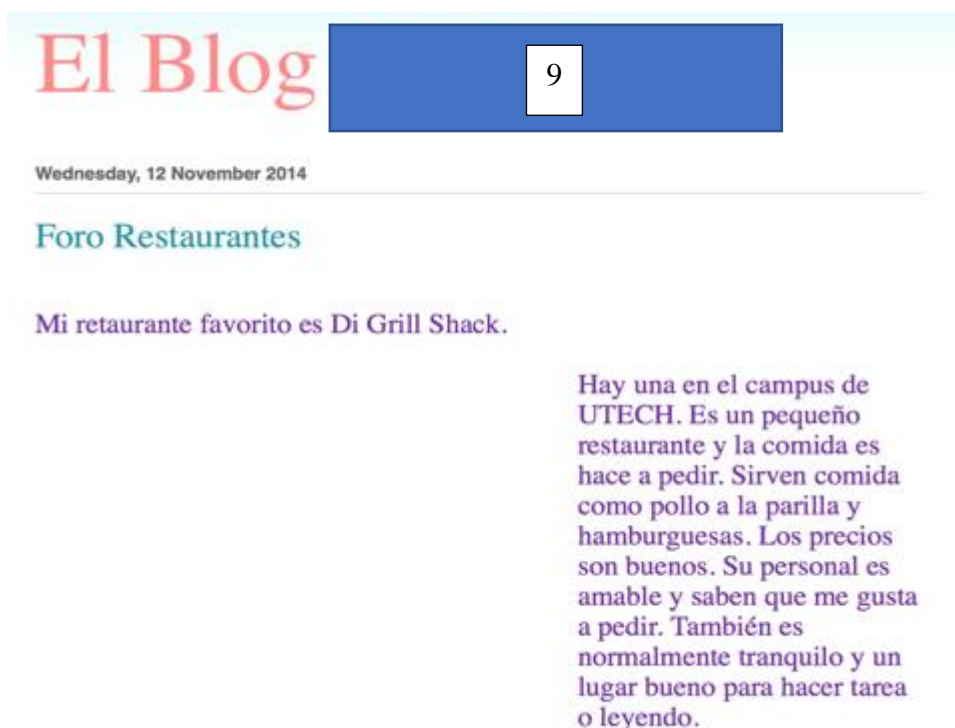 El Blog
9
Wednesday, 12 November 2014
Foro Restaurantes
Mi retaurante favorito es Di Grill Shack.
Hay una en el campus de
UTECH. Es un pequeño
restaurante y la comida es
hace a pedir. Sirven comida
como pollo a la parilla y
hamburguesas. Los precios
son buenos. Su personal es
amable y saben que me gusta
a pedir. También es
normalmente tranquilo y un
lugar bueno para hacer tarea
o leyendo.